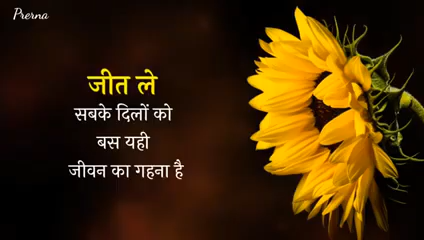 Prerna
जीत ले
सबके दिलों को
बस यही
जीवन का गहना है